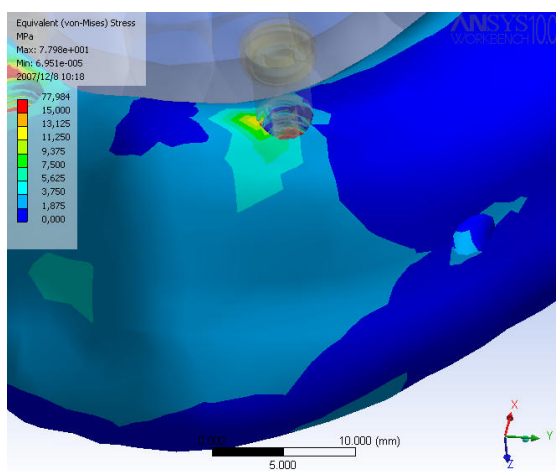 Equivalent (von-Mises) Stress
MPa
Max: 7.798e+001
Min: 6.951e-005
2007/12/8 10:18
77,984
15,000
13,125
11,250
9,375
7,500
5,625
3,750
1,875
0,000
ANSYS 10.0
WORKBENCH
0.000
10.000 (mm)
5.000
X
Y
Z